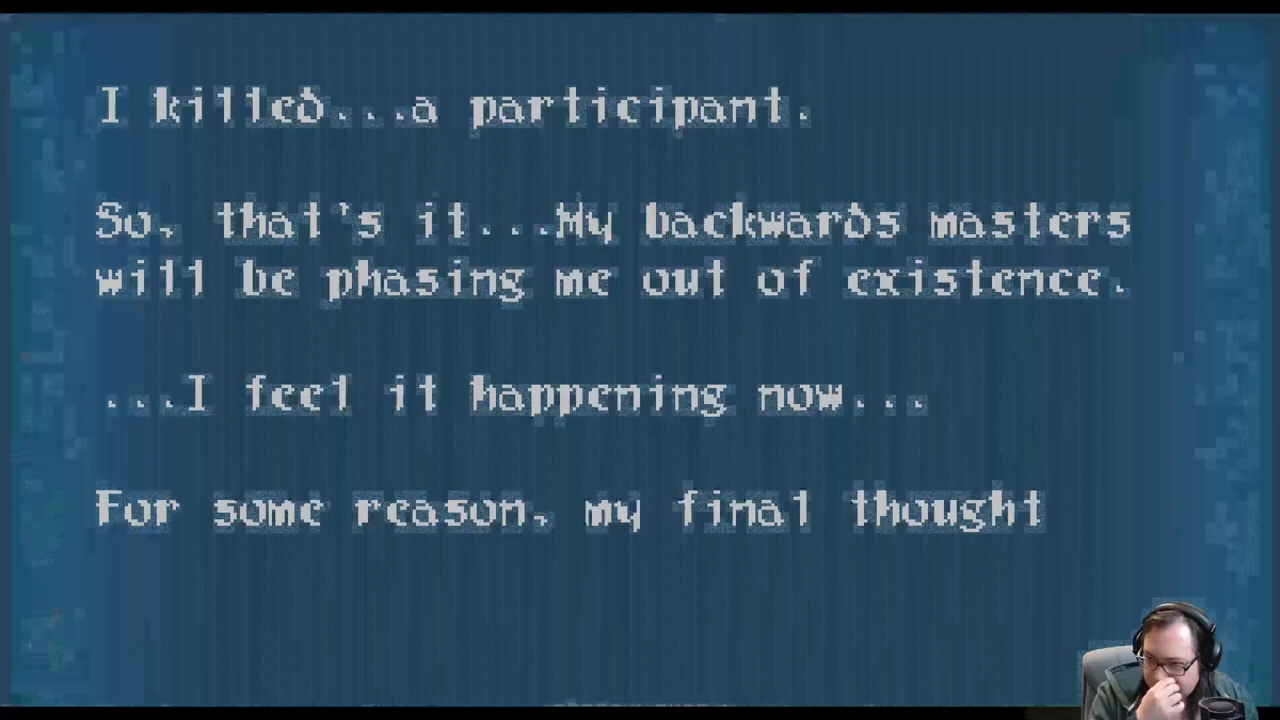 I killed...a participant.
So, that's it...My backwards masters
will be phasing me out of existence.
...I feel it happening now...
For some reason, my final thought